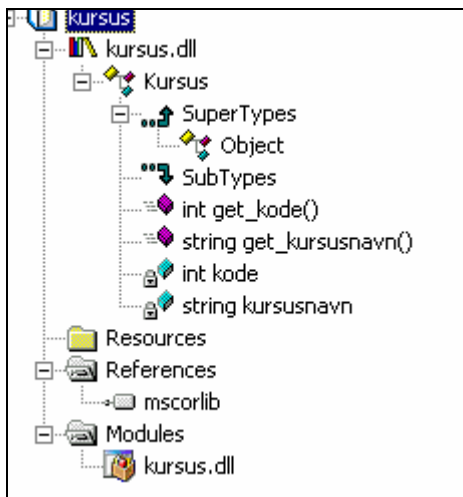 kursus
kursus.dll
Kursus
SuperTypes
Object
SubTypes
int get_kode()
string get_kursusnavn()
int kode
string kursusnavn
Resources
References
mscorlib
Modules
kursus.dll